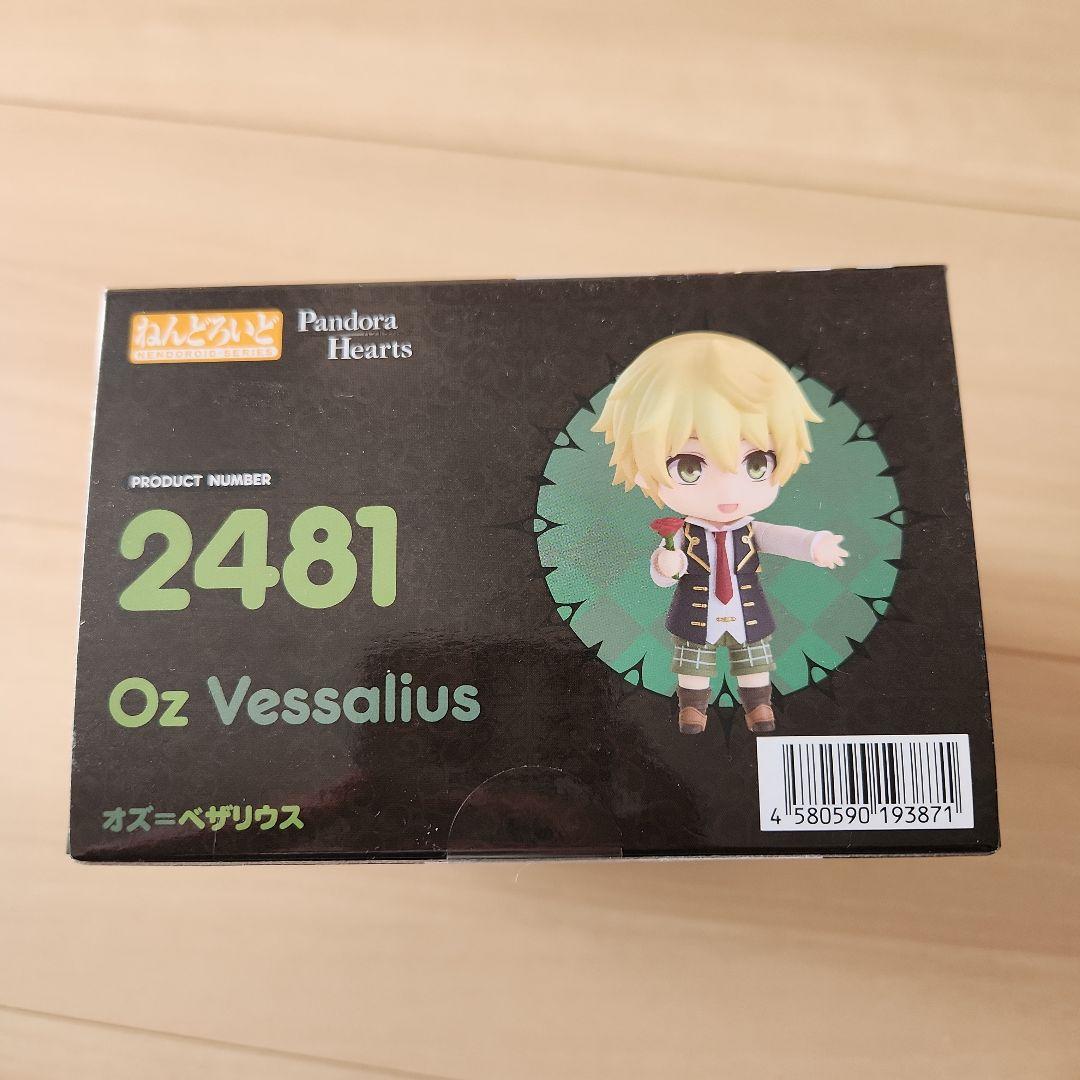 ねんどろいど
NENDOROID-SERIES
Pandora
Hearts
PRODUCT NUMBER
2481
Oz Vessalius
オズ=ベザリウス
4 580590 193871